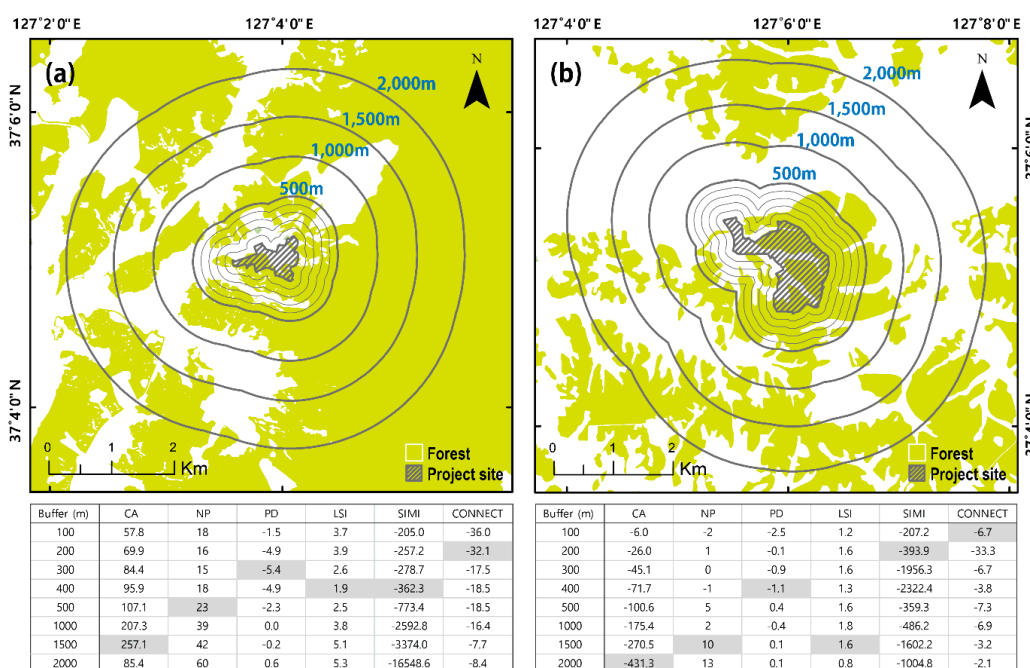 127°2'0"E 127°4'0"E
127°4'0"E 127°6'0"E 127°8'0"E
(a)
N
2,000m
1,500m
1,000m
500m
37°6'0"N
37°4'0"N
0 1 2
Km
Forest
Project site
(b)
N
2,000m
1,500m
1,000m
500m
37°6'0"N
37°4'0"N
0 1 2
Km
Forest
Project site
Buffer (m) CA NP PD LSI SIMI CONNECT
100 57.8 18 -1.5 3.7 -205.0 -36.0
200 69.9 16 -4.9 3.9 -257.2 -32.1
300 84.4 15 -5.4 2.6 -278.7 -17.5
400 95.9 18 -4.9 1.9 -362.3 -18.5
500 107.1 23 -2.3 2.5 -773.4 -18.5
1000 207.3 39 0.0 3.8 -2592.8 -16.4
1500 257.1 42 -0.2 5.1 -3374.0 -7.7
2000 85.4 60 0.6 5.3 -16548.6 -8.4
Buffer (m) CA NP PD LSI SIMI CONNECT
100 -6.0 -2 -2.5 1.2 -207.2 -6.7
200 -26.0 1 -0.1 1.6 -393.9 -33.3
300 -45.1 0 -0.9 1.6 -1956.3 -6.7
400 -71.7 -1 -1.1 1.3 -2322.4 -3.8
500 -100.6 5 0.4 1.6 -359.3 -7.3
1000 -175.4 2 -0.4 1.8 -486.2 -6.9
1500 -270.5 10 0.1 1.6 -1602.2 -3.2
2000 -431.3 13 0.1 0.8 -1004.8 -2.1